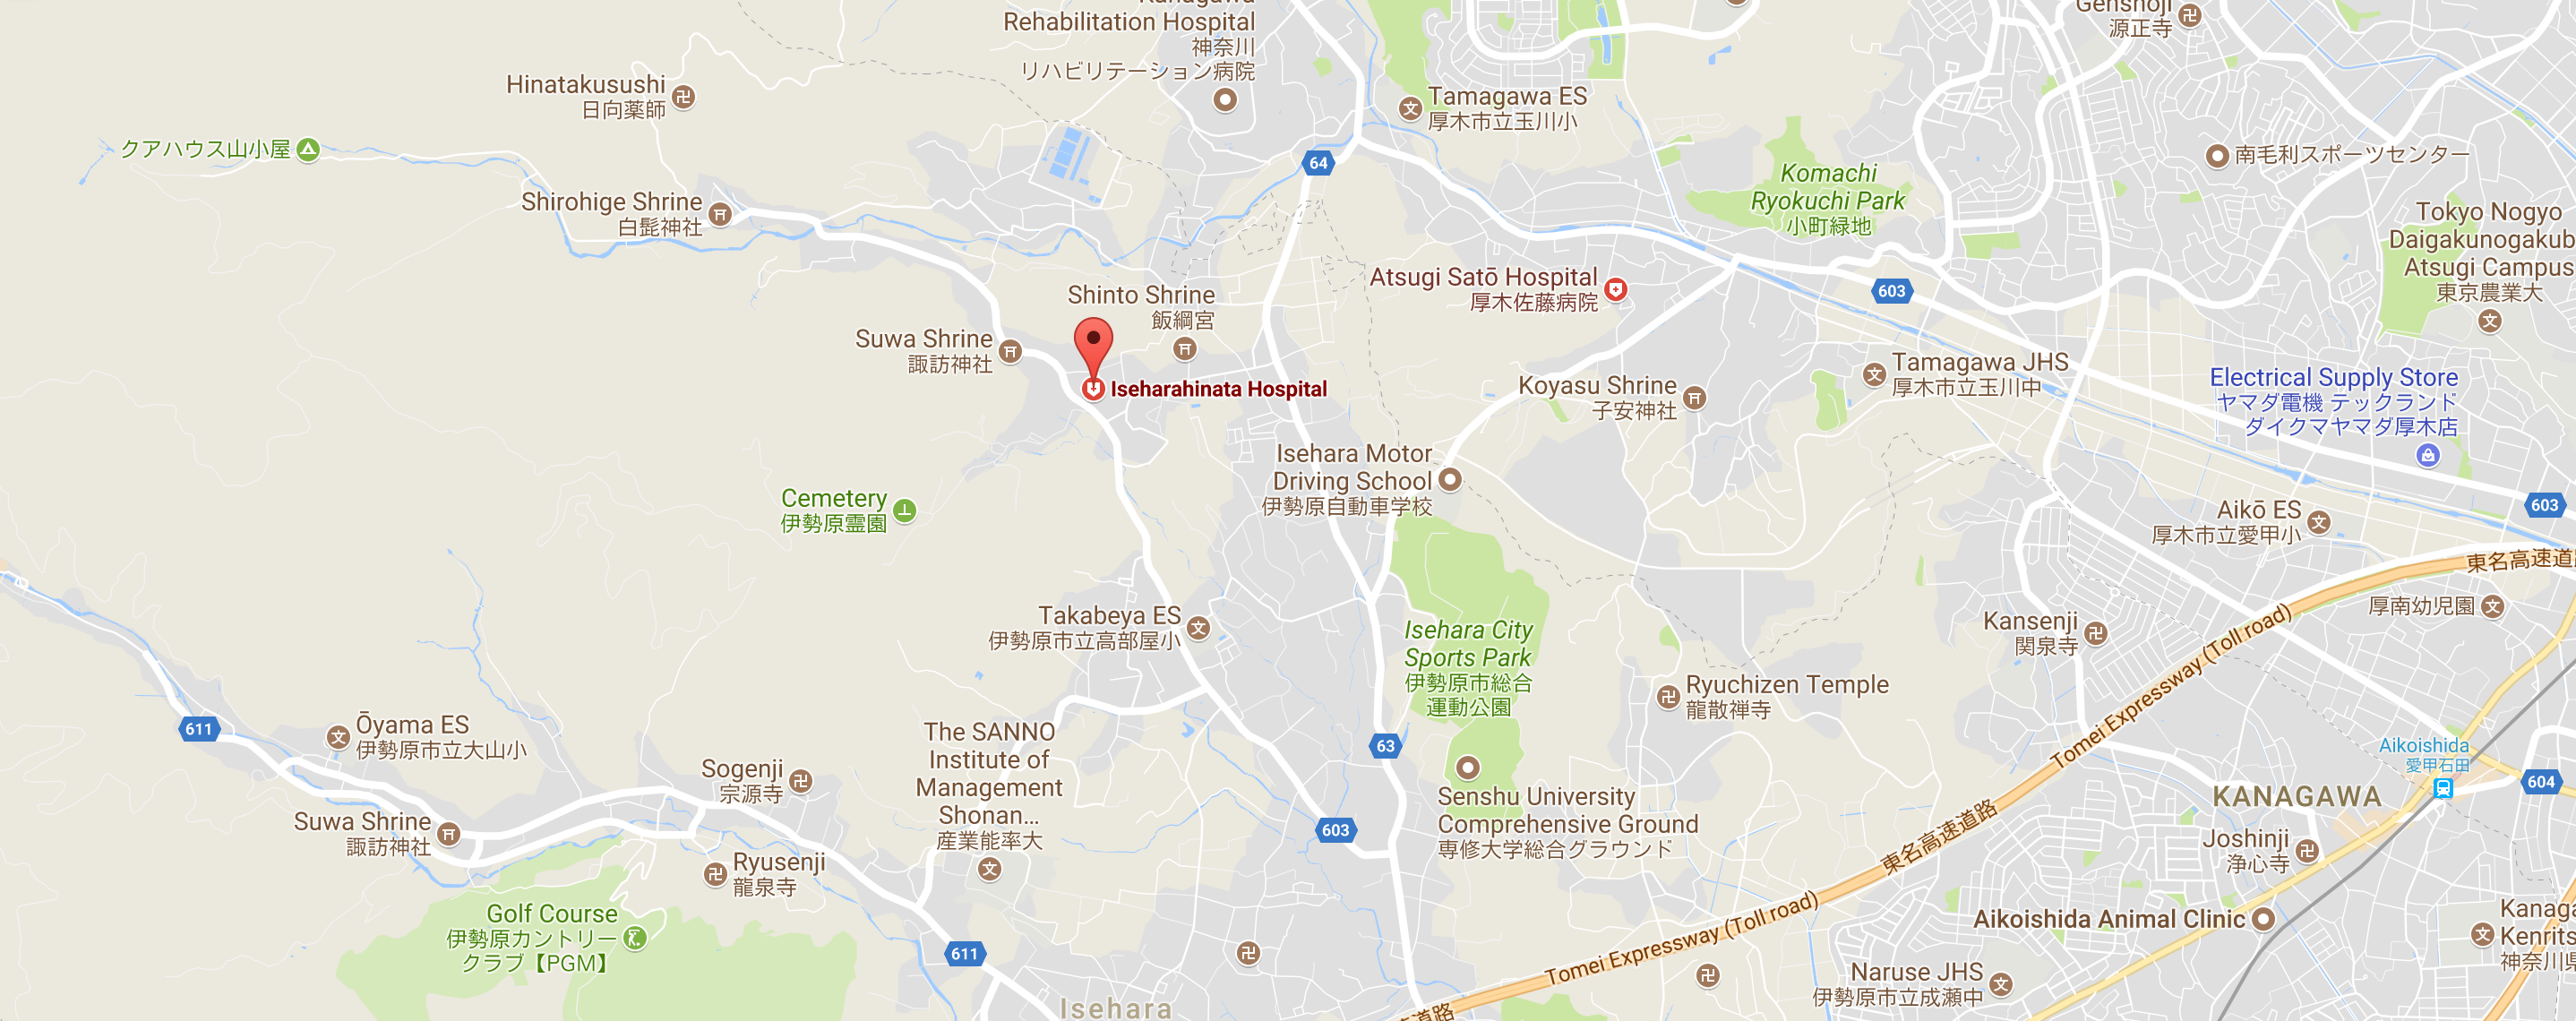 Rehabilitation Hospital
神奈川
リハビリテーション病院
Genshoji
源正寺
Hinatakusushi
日向薬師
Tamagawa ES
厚木市立玉川小
クアハウス山小屋
64
南毛利スポーツセンター
Komachi
Ryokuchi Park
小町緑地
Shirohige Shrine
白髭神社
Tokyo Nogyo
Daigakunogakub
Atsugi Campus
東京農業大
Atsugi Satō Hospital
厚木佐藤病院
603
Shinto Shrine
飯綱宮
Suwa Shrine
諏訪神社
Iseharahinata Hospital
Tamagawa JHS
厚木市立玉川中
Koyasu Shrine
子安神社
Electrical Supply Store
ヤマダ電機 テックランド
ダイクマヤマダ厚木店
Isehara Motor
Driving School
伊勢原自動車学校
Cemetery
伊勢原霊園
603
Aikō ES
厚木市立愛甲小
東名高速道
厚南幼児園
Takabeya ES
伊勢原市立高部屋小
Isehara City
Sports Park
伊勢原市総合
運動公園
Kansenji
関泉寺
Tomei Expressway (Toll road)
Ryuchizen Temple
龍散禅寺
611
Ōyama ES
伊勢原市立大山小
The SANNO
Institute of
Management
Shonan...
産業能率大
63
Aikoishida
愛甲石田
604
Sogenji
宗源寺
KANAGAWA
Senshu University
Comprehensive Ground
専修大学総合グラウンド
Suwa Shrine
諏訪神社
603
東名高速道路
Joshinji
浄心寺
Ryusenji
龍泉寺
Golf Course
伊勢原カントリー
クラブ【PGM】
Aikoishida Animal Clinic
Kanaga
Kenrits
神奈川県
611
Tomei Expressway (Toll road)
Naruse JHS
伊勢原市立成瀬中
Isehara